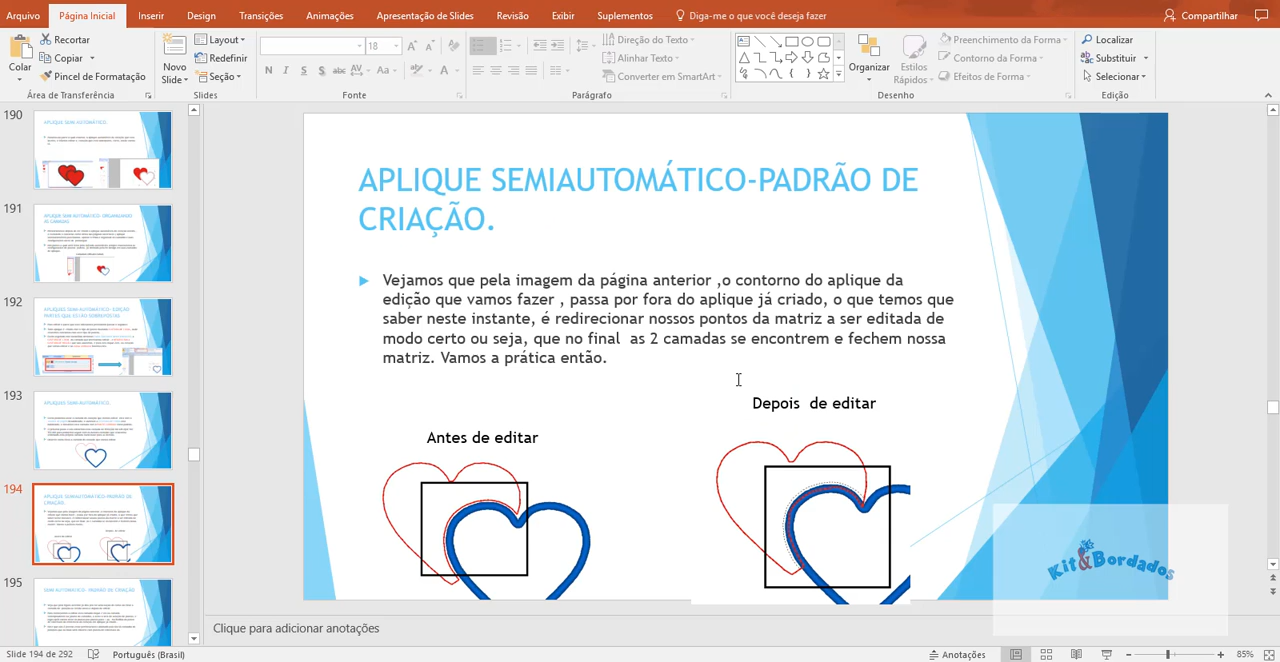 Arquivo Página Inicial Inserir Design Transições Animações Apresentação de Slides Revisão Exibir Suplementos Diga-me o que você deseja fazer Compartilhar
Recortar Layout 18 Direção do Texto Preenchimento da Forma Localizar
Copiar Redefinir Alinhar Texto Contorno da Forma Substituir
Colar Pincel de Formatação Novo Slide Seção N I S S abc AV Aa A Converter em SmartArt Organizar Estilos Rápidos Efeitos de Forma Selecionar
Área de Transferência Slides Fonte Parágrafo Desenho Edição
190
191
192
193
194
195
APLIQUE SEMIAUTOMÁTICO-PADRÃO DE
CRIAÇÃO.
Vejamos que pela imagem da página anterior ,o contorno do aplique da
edição que vamos fazer , passa por fora do aplique já criado, o que temos que
saber neste instante, é redirecionar nossos pontos da matriz a ser editada de
modo certo ou seja, que no final as 2 camadas se encontrem e fechem nossa
matriz. Vamos a prática então.
Depois de editar
Antes de editar
Kit&Bordados
Clique para adicionar anotações
Slide 194 de 292 Português (Brasil) Anotações 85%